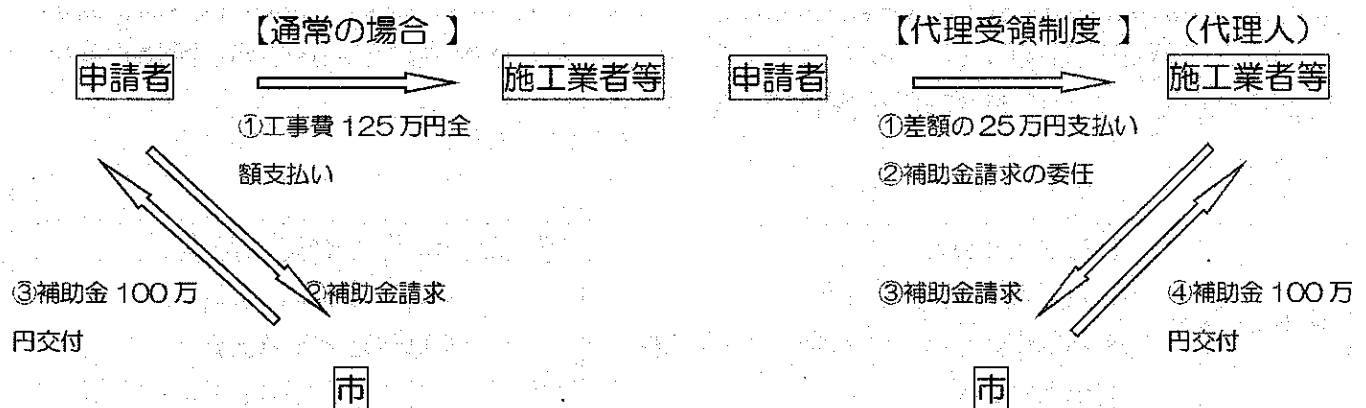 【通常の場合 】
申請者
施工業者等
①工事費 125 万円全
額支払い
③補助金 100 万
円交付
②補助金請求
市
【代理受領制度 】 （代理人）
申請者
施工業者等
①差額の 25 万円支払い
②補助金請求の委任
③補助金請求
④補助金 100 万
円交付
市